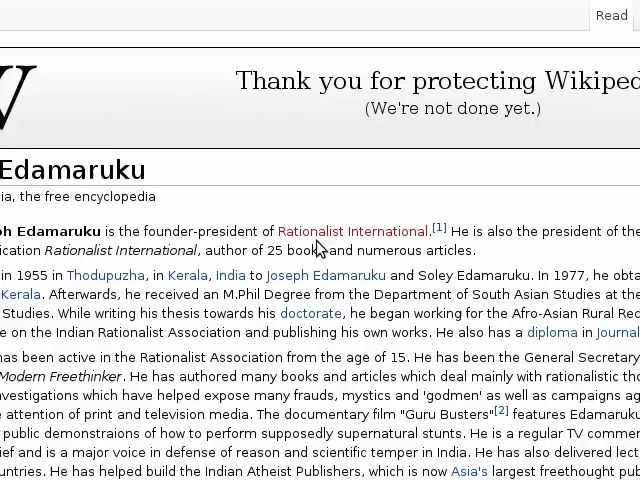 Read
Thank you for protecting Wikiped
(We're not done yet.)
W
Edamaruku
ia, the free encyclopedia
ph Edamaruku is the founder-president of Rationalist International.[1] He is also the president of the
ication Rationalist International, author of 25 books and numerous articles.
in 1955 in Thodupuzha, in Kerala, India to Joseph Edamaruku and Soley Edamaruku. In 1977, he obta
Kerala. Afterwards, he received an M.Phil Degree from the Department of South Asian Studies at the
Studies. While writing his thesis towards his doctorate, he began working for the Afro-Asian Rural Rec
e on the Indian Rationalist Association and publishing his own works. He also has a diploma in Journal
has been active in the Rationalist Association from the age of 15. He has been the General Secretary
Modern Freethinker. He has authored many books and articles which deal mainly with rationalistic tho
nvestigations which have helped expose many frauds, mystics and 'godmen' as well as campaigns ag
e attention of print and television media. The documentary film "Guru Busters"[2] features Edamaruku
public demonstraions of how to perform supposedly supernatural stunts. He is a regular TV commen
ief and is a major voice in defense of reason and scientific temper in India. He has also delivered lect
untries. He has helped build the Indian Atheist Publishers, which is now Asia's largest freethought pub